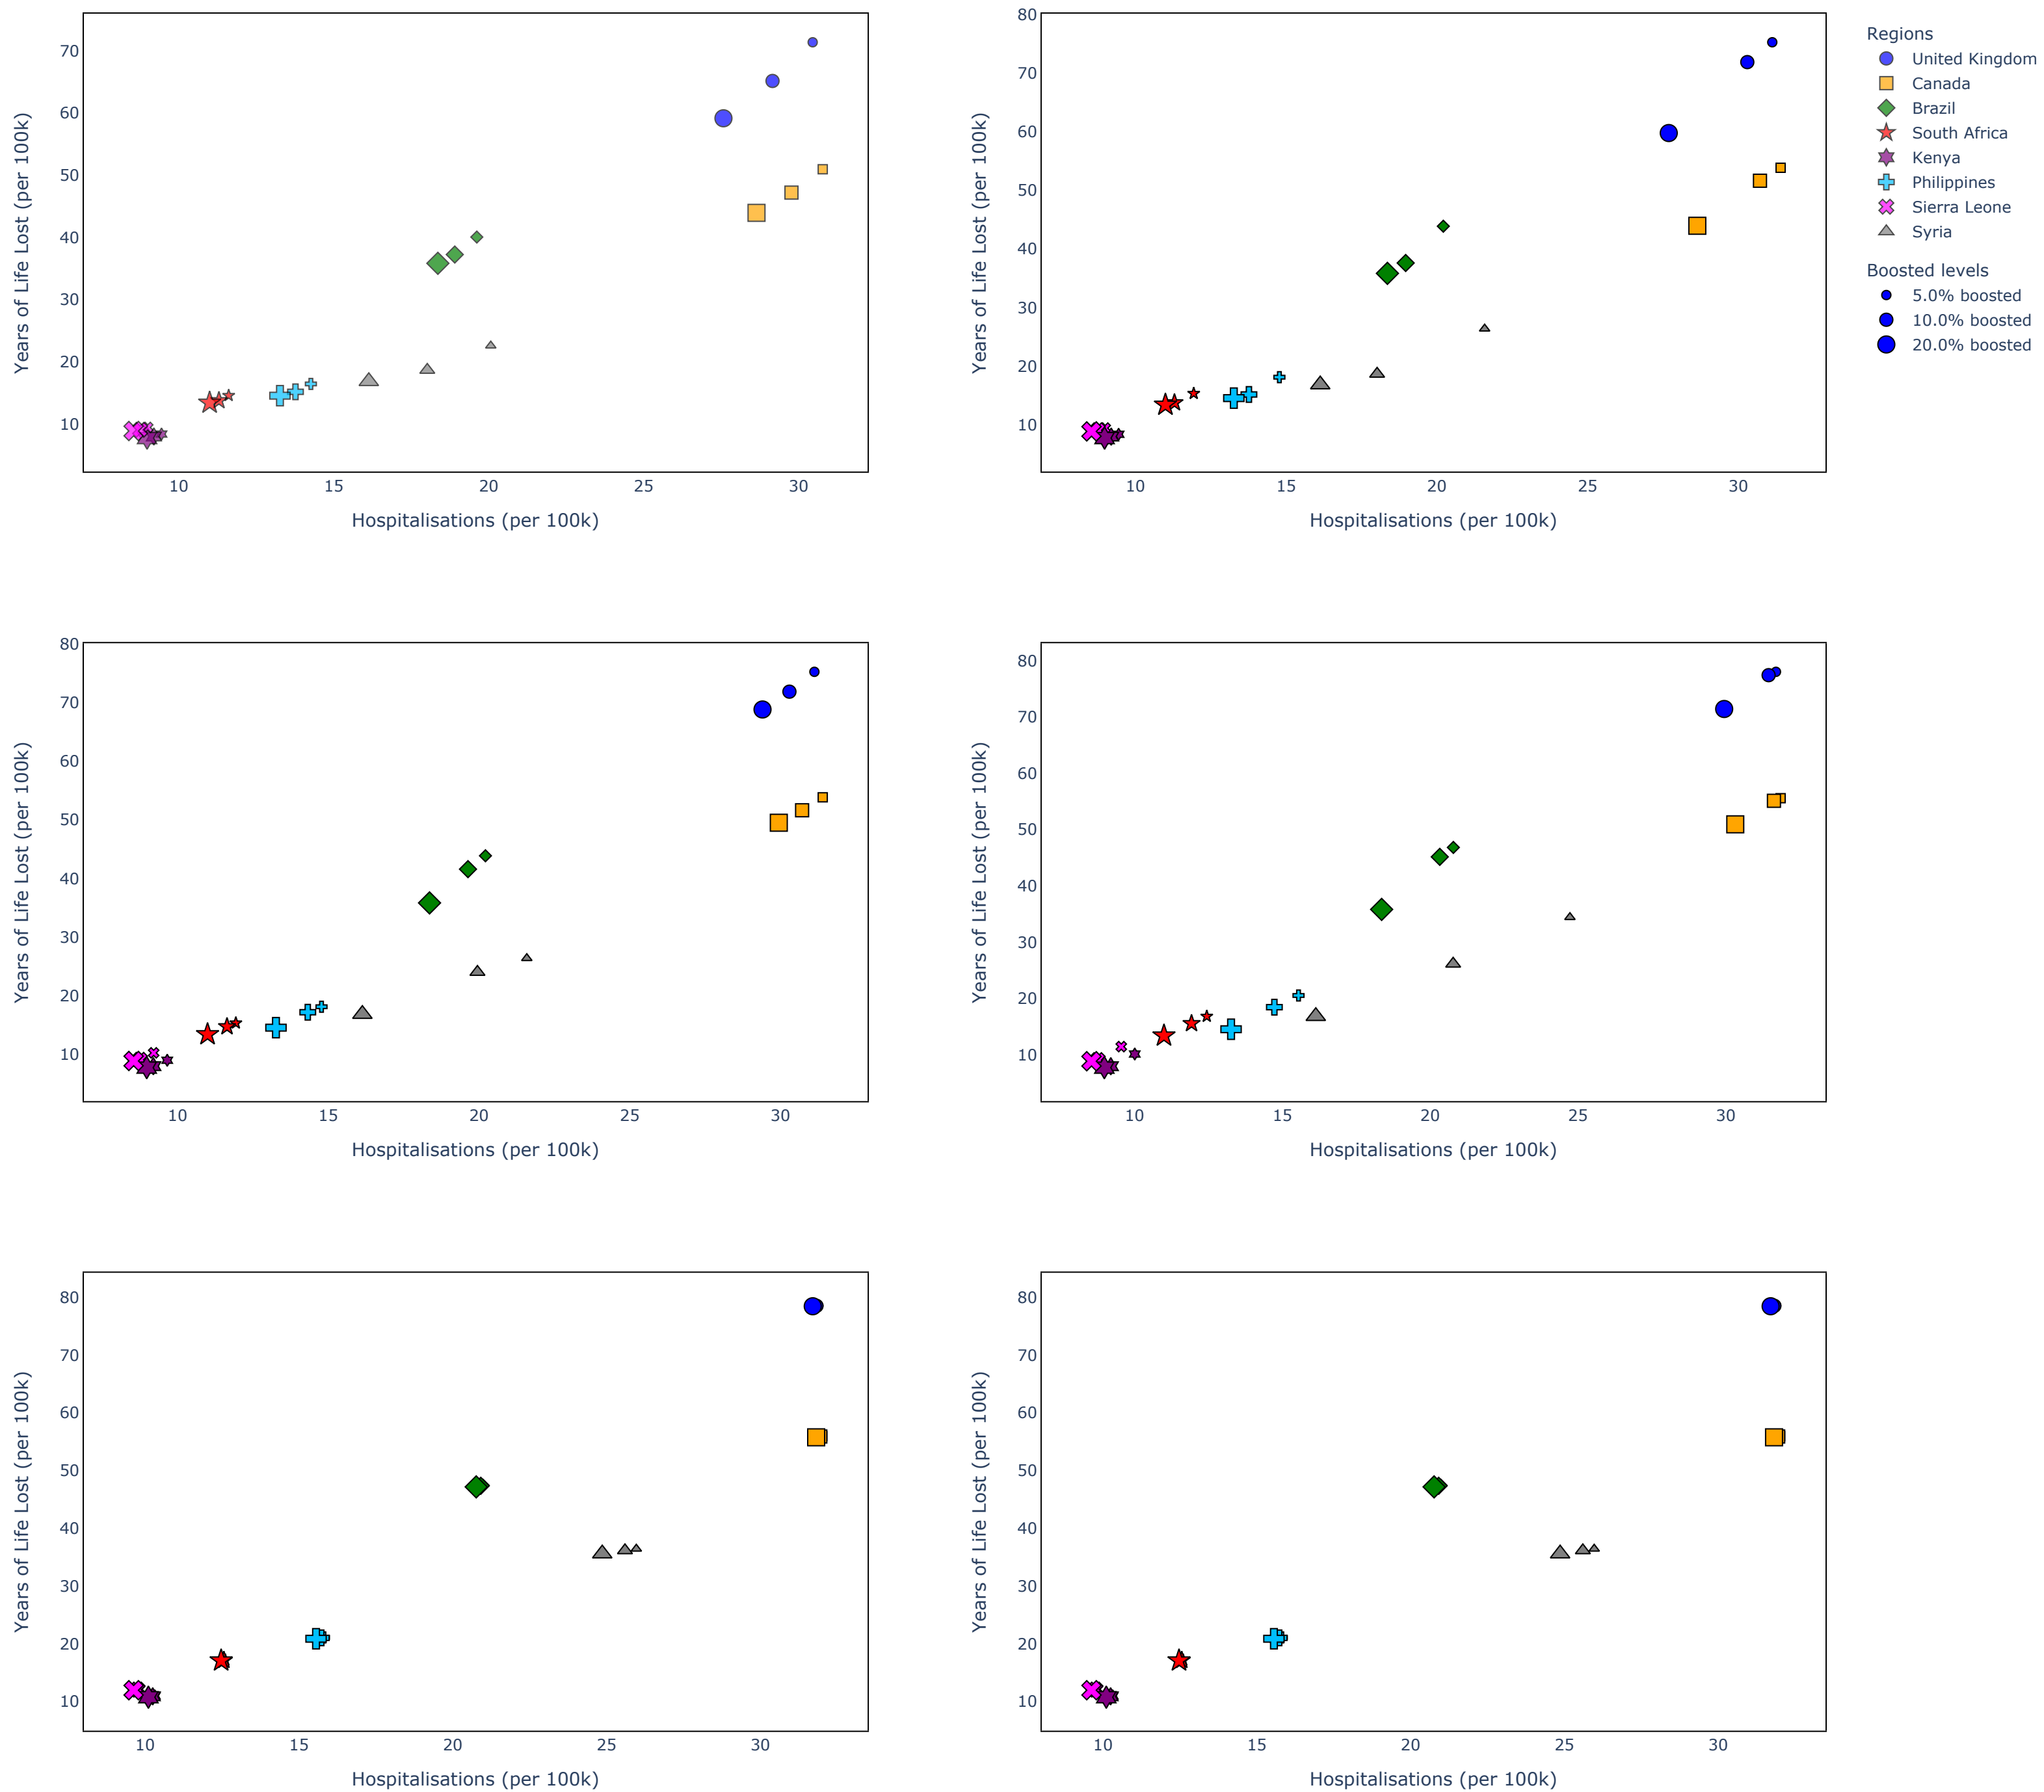 Years of Life Lost (per 100k)
70
60
50
40
30
20
10
10 15 20 25 30
Hospitalisations (per 100k)
Years of Life Lost (per 100k)
80
70
60
50
40
30
20
10
10 15 20 25 30
Hospitalisations (per 100k)
Regions
United Kingdom
Canada
Brazil
South Africa
Kenya
Philippines
Sierra Leone
Syria
Boosted levels
5.0% boosted
10.0% boosted
20.0% boosted
Years of Life Lost (per 100k)
80
70
60
50
40
30
20
10
10 15 20 25 30
Hospitalisations (per 100k)
Years of Life Lost (per 100k)
80
70
60
50
40
30
20
10
10 15 20 25 30
Hospitalisations (per 100k)
Years of Life Lost (per 100k)
80
70
60
50
40
30
20
10
10 15 20 25 30
Hospitalisations (per 100k)
Years of Life Lost (per 100k)
80
70
60
50
40
30
20
10
10 15 20 25 30
Hospitalisations (per 100k)